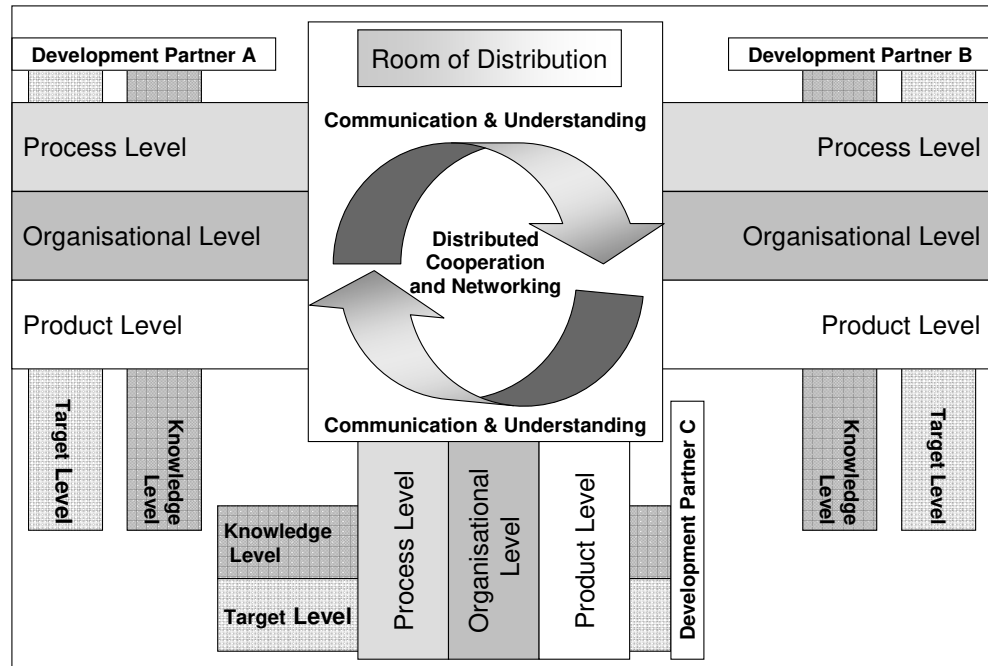 Development Partner A
Room of Distribution
Development Partner B
Communication & Understanding
Process Level
Process Level
Organisational Level
Distributed
Cooperation
and Networking
Organisational Level
Product Level
Product Level
Communication & Understanding
Target Level
Knowledge
Level
Knowledge
Level
Target Level
Knowledge
Level
Target Level
Process Level
Organisational
Level
Product Level
Development Partner C